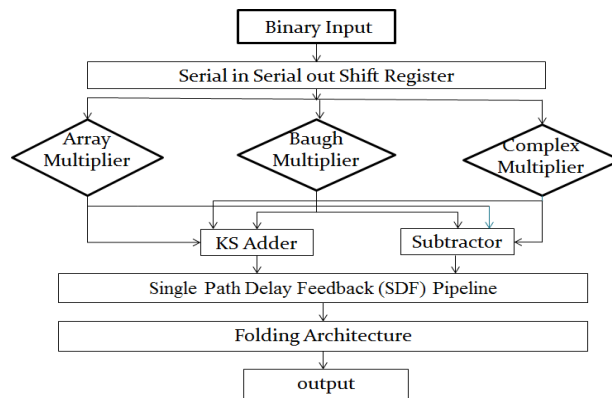 Binary Input
Serial in Serial out Shift Register
Array
Multiplier
Baugh
Multiplier
Complex
Multiplier
KS Adder
Subtractor
Single Path Delay Feedback (SDF) Pipeline
Folding Architecture
output